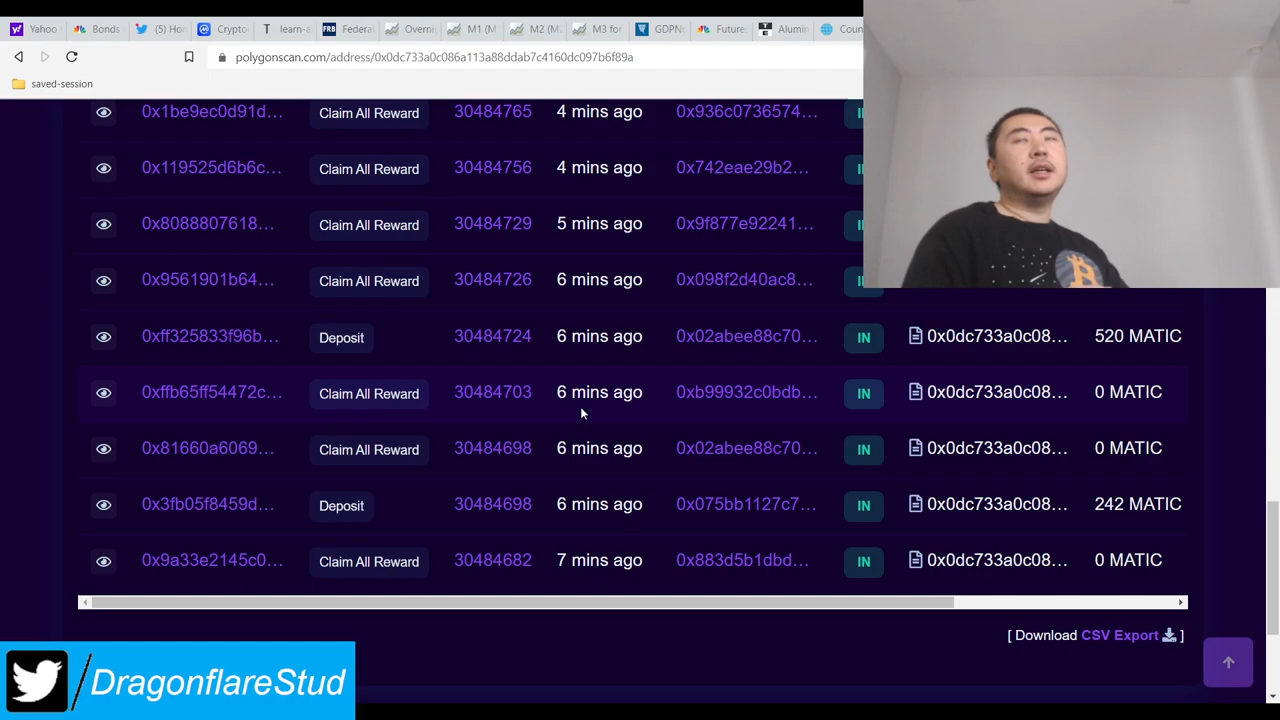 Yahoo
Bonds
(5) Ho
Crypto
learn-a
FRB
Federal
Overni
M1 (M
M2 (M
M3 for
GDPN
Future
Alumin
Coun
polygonscan.com/address/0x0dc733a0c086a113a88ddab7c4160dc097b6f89a
saved-session
0x1be9ec0d91d... Claim All Reward 30484765 4 mins ago 0x936c0736574...
0x119525d6b6c... Claim All Reward 30484756 4 mins ago 0x742eae29b2...
0x8088807618... Claim All Reward 30484729 5 mins ago 0x9f877e92241...
0x9561901b64... Claim All Reward 30484726 6 mins ago 0x098f2d40ac8...
0xff325833f96b... Deposit 30484724 6 mins ago 0x02abee88c70... IN 0x0dc733a0c08... 520 MATIC
0xffb65ff54472c... Claim All Reward 30484703 6 mins ago 0xb99932c0bdb... IN 0x0dc733a0c08... 0 MATIC
0x81660a6069... Claim All Reward 30484698 6 mins ago 0x02abee88c70... IN 0x0dc733a0c08... 0 MATIC
0x3fb05f8459d... Deposit 30484698 6 mins ago 0x075bb1127c7... IN 0x0dc733a0c08... 242 MATIC
0x9a33e2145c0... Claim All Reward 30484682 7 mins ago 0x883d5b1dbd... IN 0x0dc733a0c08... 0 MATIC
[ Download CSV Export ]
/DragonflareStud